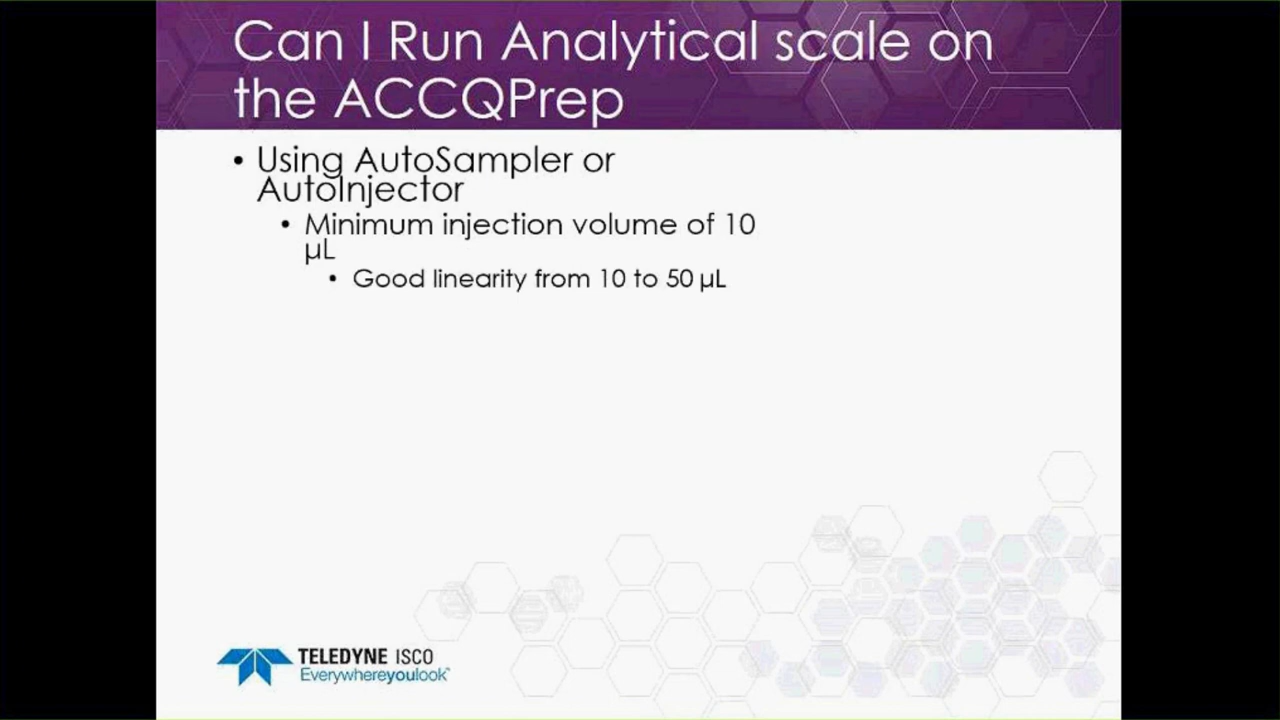 Can I Run Analytical scale on
the ACCQPrep
• Using AutoSampler or
AutoInjector
• Minimum injection volume of 10
µL
• Good linearity from 10 to 50 µL
TELEDYNE ISCO
Everywhereyoulook